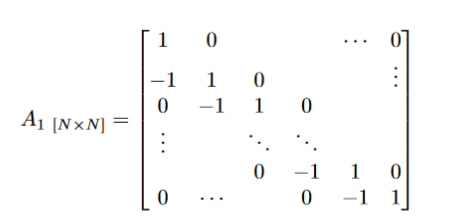 1 0 ⋯ 0
−1 1 0 ⋮
0 −1 1 0
A₁ [N×N] =
⋮ ⋱ ⋱
0 −1 1 0
0 ⋯ 0 −1 1